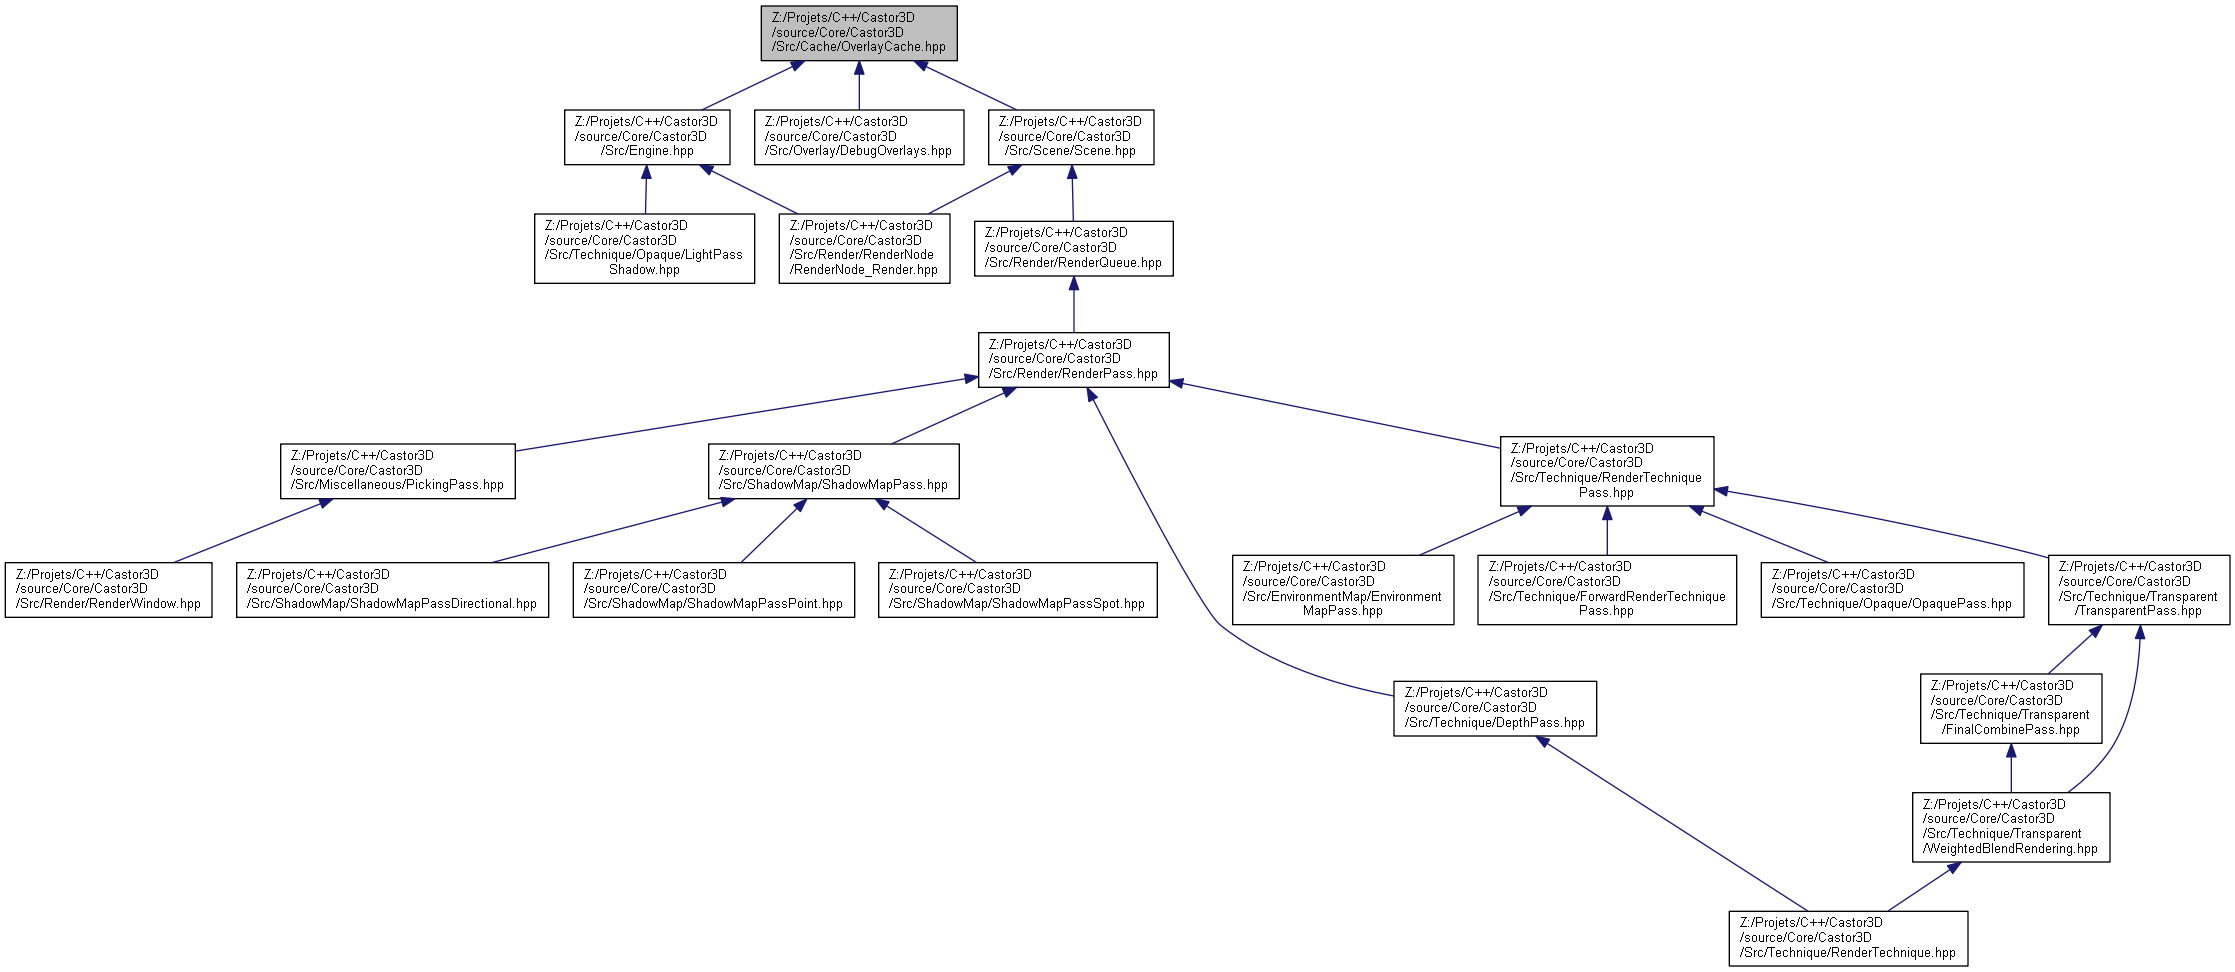 Z:/Projets/C++/Castor3D
/source/Core/Castor3D
/Src/Cache/OverlayCache.hpp
Z:/Projets/C++/Castor3D
/source/Core/Castor3D
/Src/Engine.hpp
Z:/Projets/C++/Castor3D
/source/Core/Castor3D
/Src/Overlay/DebugOverlays.hpp
Z:/Projets/C++/Castor3D
/source/Core/Castor3D
/Src/Scene/Scene.hpp
Z:/Projets/C++/Castor3D
/source/Core/Castor3D
/Src/Technique/Opaque/LightPass
Shadow.hpp
Z:/Projets/C++/Castor3D
/source/Core/Castor3D
/Src/Render/RenderNode
/RenderNode_Render.hpp
Z:/Projets/C++/Castor3D
/source/Core/Castor3D
/Src/Render/RenderQueue.hpp
Z:/Projets/C++/Castor3D
/source/Core/Castor3D
/Src/Render/RenderPass.hpp
Z:/Projets/C++/Castor3D
/source/Core/Castor3D
/Src/Miscellaneous/PickingPass.hpp
Z:/Projets/C++/Castor3D
/source/Core/Castor3D
/Src/ShadowMap/ShadowMapPass.hpp
Z:/Projets/C++/Castor3D
/source/Core/Castor3D
/Src/Technique/RenderTechnique
Pass.hpp
Z:/Projets/C++/Castor3D
/source/Core/Castor3D
/Src/Render/RenderWindow.hpp
Z:/Projets/C++/Castor3D
/source/Core/Castor3D
/Src/ShadowMap/ShadowMapPassDirectional.hpp
Z:/Projets/C++/Castor3D
/source/Core/Castor3D
/Src/ShadowMap/ShadowMapPassPoint.hpp
Z:/Projets/C++/Castor3D
/source/Core/Castor3D
/Src/ShadowMap/ShadowMapPassSpot.hpp
Z:/Projets/C++/Castor3D
/source/Core/Castor3D
/Src/EnvironmentMap/Environment
MapPass.hpp
Z:/Projets/C++/Castor3D
/source/Core/Castor3D
/Src/Technique/ForwardRenderTechnique
Pass.hpp
Z:/Projets/C++/Castor3D
/source/Core/Castor3D
/Src/Technique/Opaque/OpaquePass.hpp
Z:/Projets/C++/Castor3D
/source/Core/Castor3D
/Src/Technique/Transparent
/TransparentPass.hpp
Z:/Projets/C++/Castor3D
/source/Core/Castor3D
/Src/Technique/DepthPass.hpp
Z:/Projets/C++/Castor3D
/source/Core/Castor3D
/Src/Technique/Transparent
/FinalCombinePass.hpp
Z:/Projets/C++/Castor3D
/source/Core/Castor3D
/Src/Technique/Transparent
/WeightedBlendRendering.hpp
Z:/Projets/C++/Castor3D
/source/Core/Castor3D
/Src/Technique/RenderTechnique.hpp